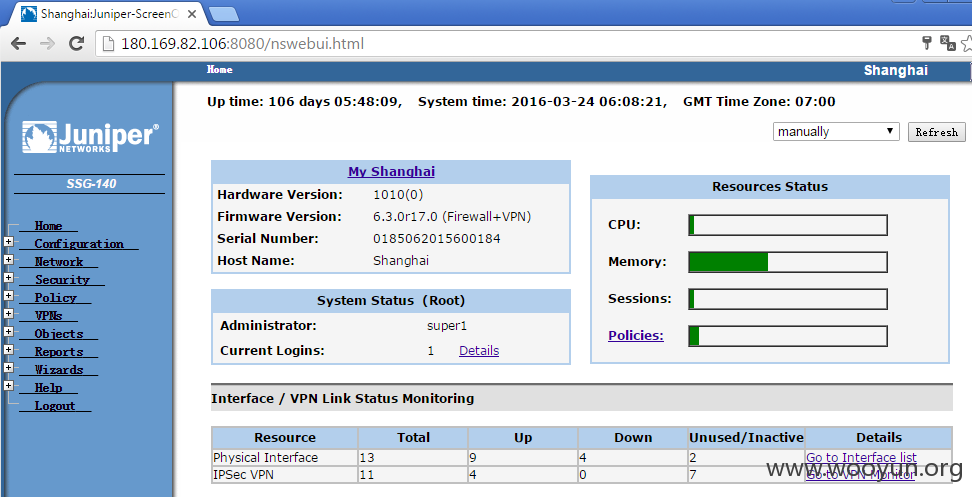 Shanghai:Juniper-ScreenC
180.169.82.106:8080/nswebui.html
Home
Shanghai
Up time: 106 days 05:48:09, System time: 2016-03-24 06:08:21, GMT Time Zone: 07:00
manually
Refresh
Juniper®
NETWORKS
SSG-140
Home
Configuration
Network
Security
Policy
VPNs
Objects
Reports
Wizards
Help
Logout
My Shanghai
Hardware Version: 1010(0)
Firmware Version: 6.3.0r17.0 (Firewall+VPN)
Serial Number: 0185062015600184
Host Name: Shanghai
System Status (Root)
Administrator: super1
Current Logins: 1 Details
Resources Status
CPU:
Memory:
Sessions:
Policies:
Interface / VPN Link Status Monitoring
Resource Total Up Down Unused/Inactive Details
Physical Interface 13 9 4 2 Go to Interface list
IPSec VPN 11 4 0 7 Go to VPN Monitor
www.wooyun.org